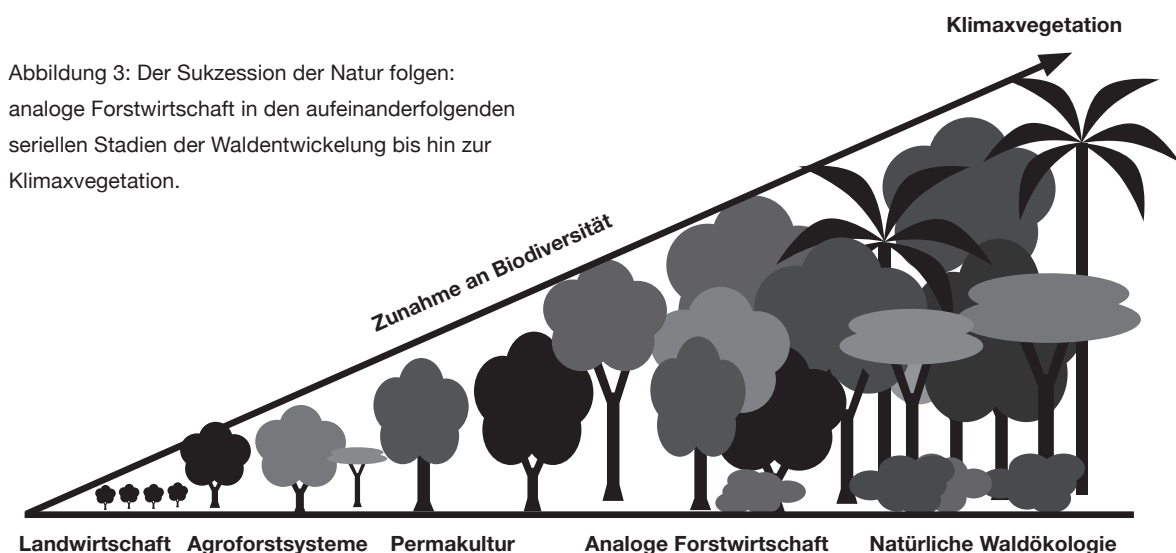 Klimaxvegetation
Abbildung 3: Der Sukzession der Natur folgen:
analoge Forstwirtschaft in den aufeinanderfolgenden
seriellen Stadien der Waldentwickelung bis hin zur
Klimaxvegetation.
Zunahme an Biodiversität
Landwirtschaft Agroforstsysteme Permakultur Analoge Forstwirtschaft Natürliche Waldökologie